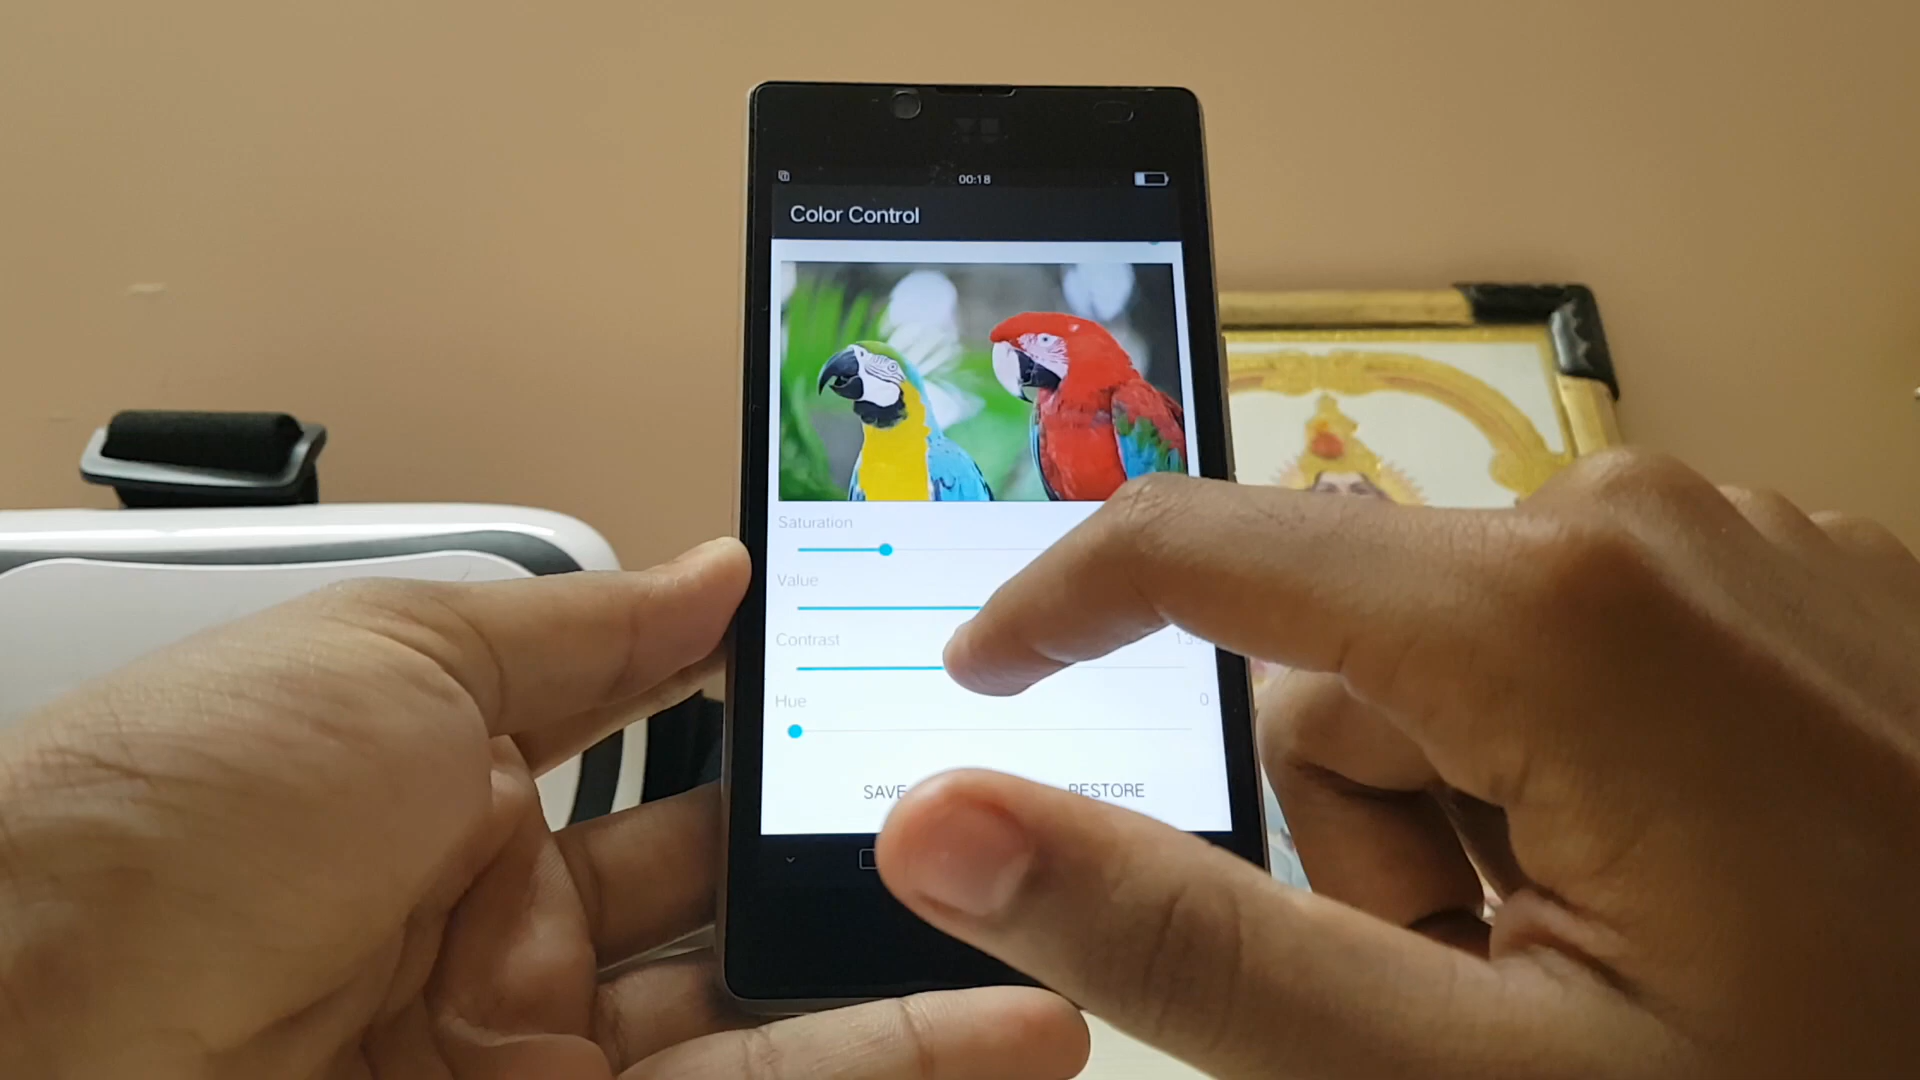 00:18
Color Control
Saturation
Value
Contrast
Hue 0
SAVE RESTORE